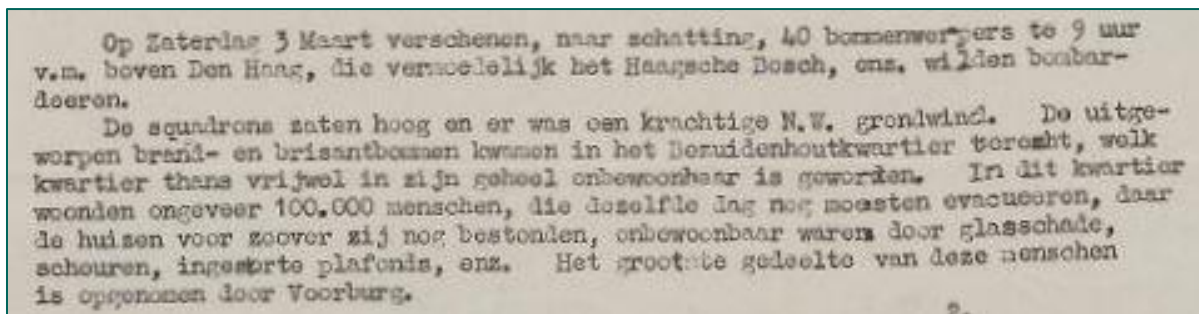 Op Zaterdag 3 Maart verschenen, naar schatting, 40 bommenwerpers te 9 uur
v.m. boven Den Haag, die vermoedelijk het Haagsche Bosch, enz. wilden bombar-
deeren.
De squadrons zaten hoog en er was een krachtige N.W. grondwind. De uitge-
worpen brand- en brisantbommen kwamen in het Bezuidenhoutkwartier terecht, welk
kwartier thans vrijwel in zijn geheel onbewoonbaar is geworden. In dit kwartier
woonden ongeveer 100.000 menschen, die dezelfde dag nog moesten evacueeren, daar
de huizen voor zoover zij nog bestonden, onbewoonbaar waren door glasschade,
scheuren, ingestorte plafonds, enz. Het grootste gedeelte van deze menschen
is opgenomen door Voorburg.
2.